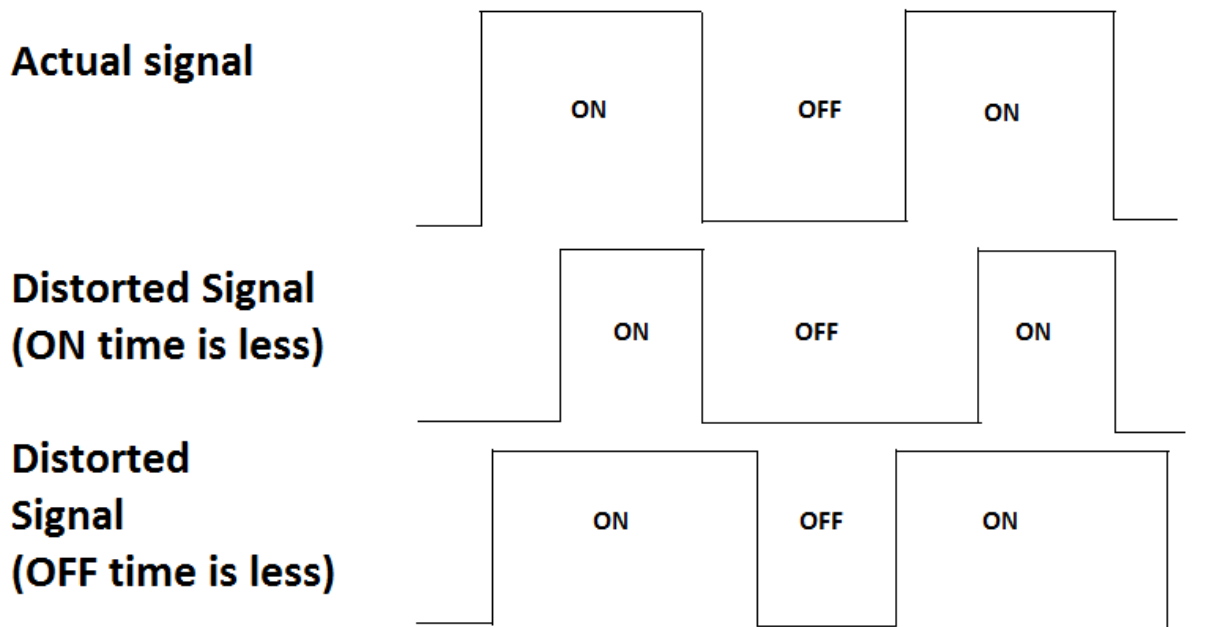 Actual signal
ON
OFF
ON
Distorted Signal
(ON time is less)
ON
OFF
ON
Distorted
Signal
(OFF time is less)
ON
OFF
ON